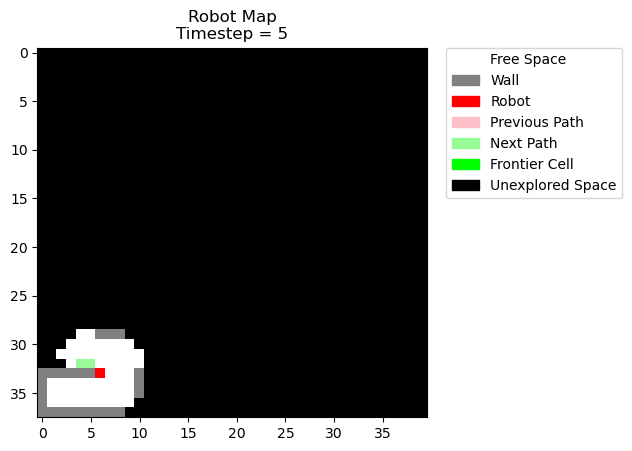 Robot Map
Timestep = 5
0
5
10
15
20
25
30
35
0
5
10
15
20
25
30
35
Free Space
Wall
Robot
Previous Path
Next Path
Frontier Cell
Unexplored Space